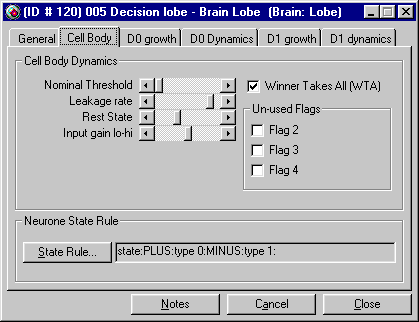 (ID # 120) 005 Decision lobe - Brain Lobe (Brain: Lobe)
General Cell Body D0 growth D0 Dynamics D1 growth D1 dynamics
Cell Body Dynamics
Nominal Threshold
Leakage rate
Rest State
Input gain lo-hi
Winner Takes All (WTA)
Un-used Flags
Flag 2
Flag 3
Flag 4
Neurone State Rule
State Rule... state:PLUS:type 0:MINUS:type 1:
Notes Cancel Close